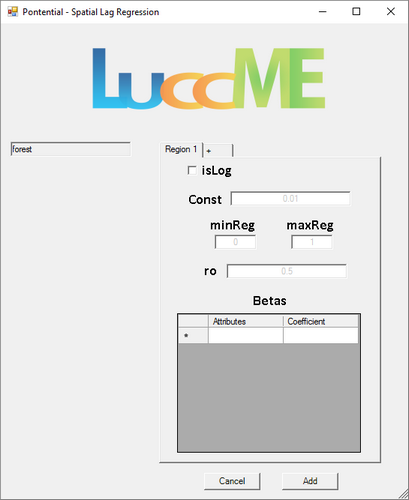 Pontential - Spatial Lag Regression
LuccME
forest
Region 1 +
isLog
Const 0.01
minReg maxReg
0 1
ro 0.5
Betas
Attributes Coefficient
*
Cancel Add